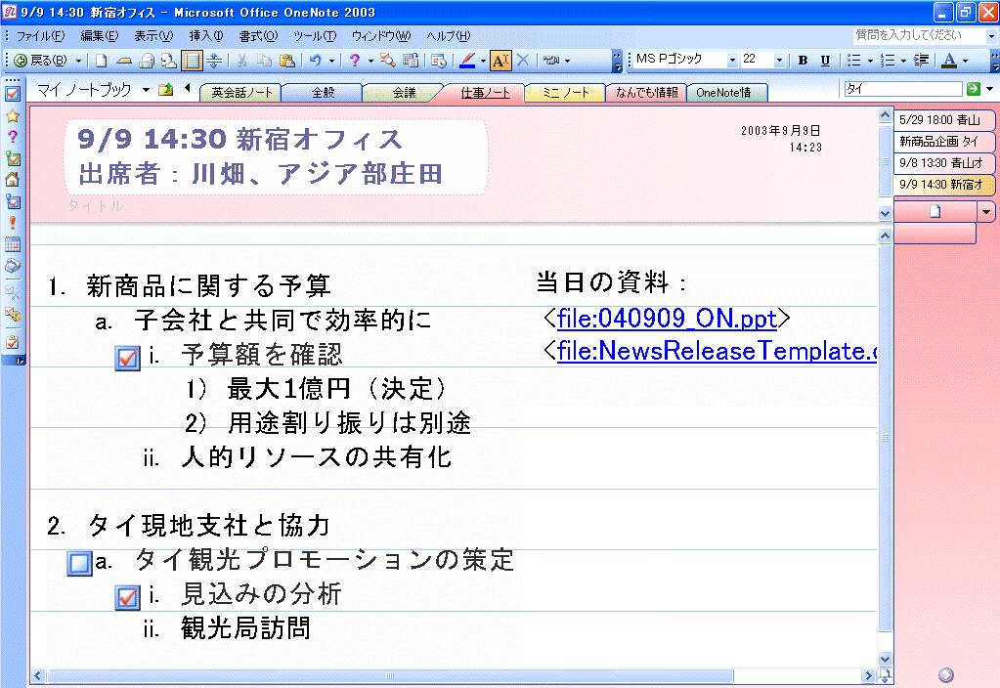 9/9 14:30 新宿オフィス - Microsoft Office OneNote 2003
ファイル(F) 編集(E) 表示(V) 挿入(I) 書式(O) ツール(T) ウィンドウ(W) ヘルプ(H) 質問を入力してください
戻る(B) MS Pゴシック 22 B U A
マイ ノートブック 英会話ノート 全般 会議 仕事ノート ミニ ノート なんでも情報 OneNote情 タイ
5/29 18:00 青山
新商品企画 タイ
9/8 13:30 青山オ
9/9 14:30 新宿オ
9/9 14:30 新宿オフィス
出席者：川畑、アジア部庄田
タイトル
2003年9月9日
14:23
1. 新商品に関する予算
a. 子会社と共同で効率的に
i. 予算額を確認
1) 最大1億円（決定）
2) 用途割り振りは別途
ii. 人的リソースの共有化
2. タイ現地支社と協力
a. タイ観光プロモーションの策定
i. 見込みの分析
ii. 観光局訪問
当日の資料：
<file:040909_ON.ppt>
<file:NewsReleaseTemplate.